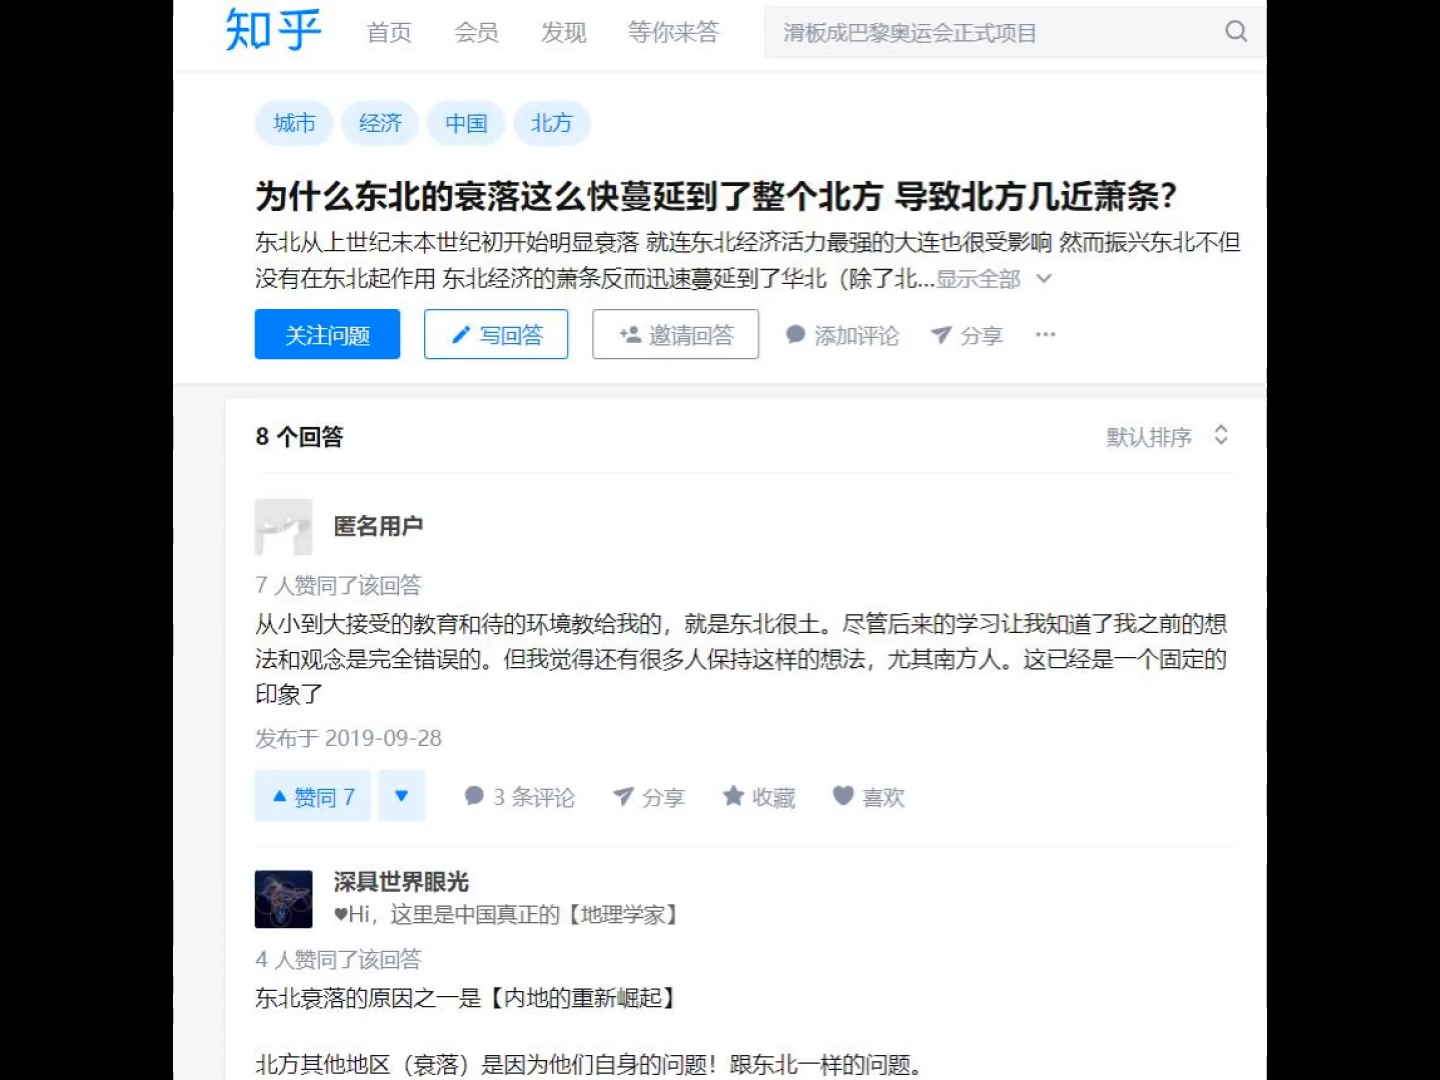 知乎 首页 会员 发现 等你来答 滑板成巴黎奥运会正式项目
城市 经济 中国 北方
为什么东北的衰落这么快蔓延到了整个北方 导致北方几近萧条?
东北从上世纪末本世纪初开始明显衰落 就连东北经济活力最强的大连也很受影响 然而振兴东北不但
没有在东北起作用 东北经济的萧条反而迅速蔓延到了华北（除了北...显示全部
关注问题 写回答 邀请回答 添加评论 分享 ...
8 个回答 默认排序
匿名用户
7 人赞同了该回答
从小到大接受的教育和待的环境教给我的，就是东北很土。尽管后来的学习让我知道了我之前的想
法和观念是完全错误的。但我觉得还有很多人保持这样的想法，尤其南方人。这已经是一个固定的
印象了
发布于 2019-09-28
赞同 7 3 条评论 分享 收藏 喜欢
深具世界眼光
♥Hi，这里是中国真正的【地理学家】
4 人赞同了该回答
东北衰落的原因之一是【内地的重新崛起】
北方其他地区（衰落）是因为他们自身的问题！跟东北一样的问题。